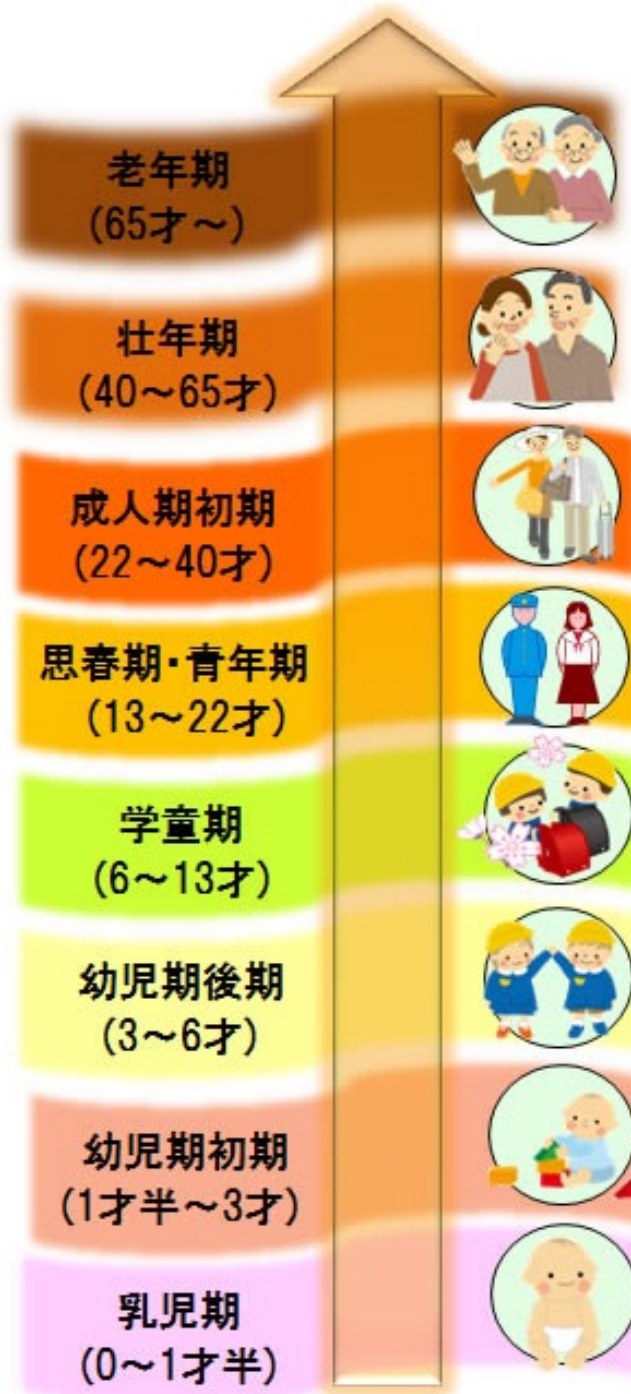 老年期
(65才～)
壮年期
(40～65才)
成人期初期
(22～40才)
思春期・青年期
(13～22才)
学童期
(6～13才)
幼児期後期
(3～6才)
幼児期初期
(1才半～3才)
乳児期
(0～1才半)